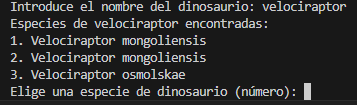 Introduce el nombre del dinosaurio: velociraptor
Especies de velociraptor encontradas:
1. Velociraptor mongoliensis
2. Velociraptor mongoliensis
3. Velociraptor osmolskae
Elige una especie de dinosaurio (número):